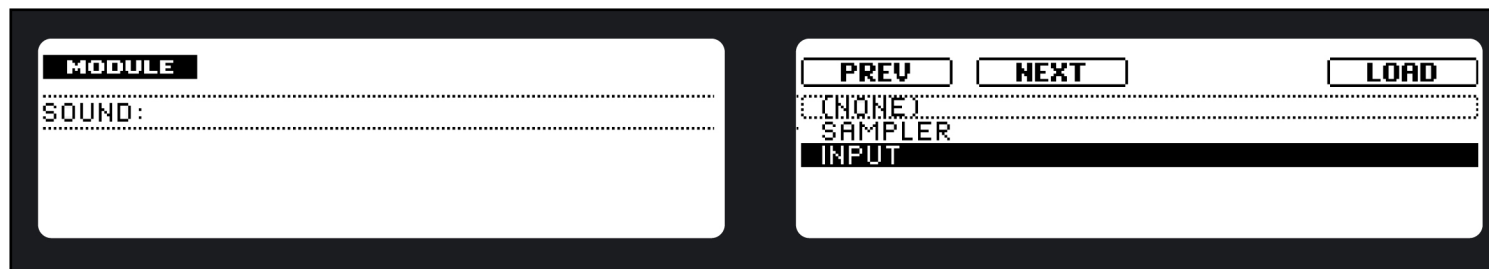 MODULE
SOUND:
PREV NEXT LOAD
(NONE)
SAMPLER
INPUT